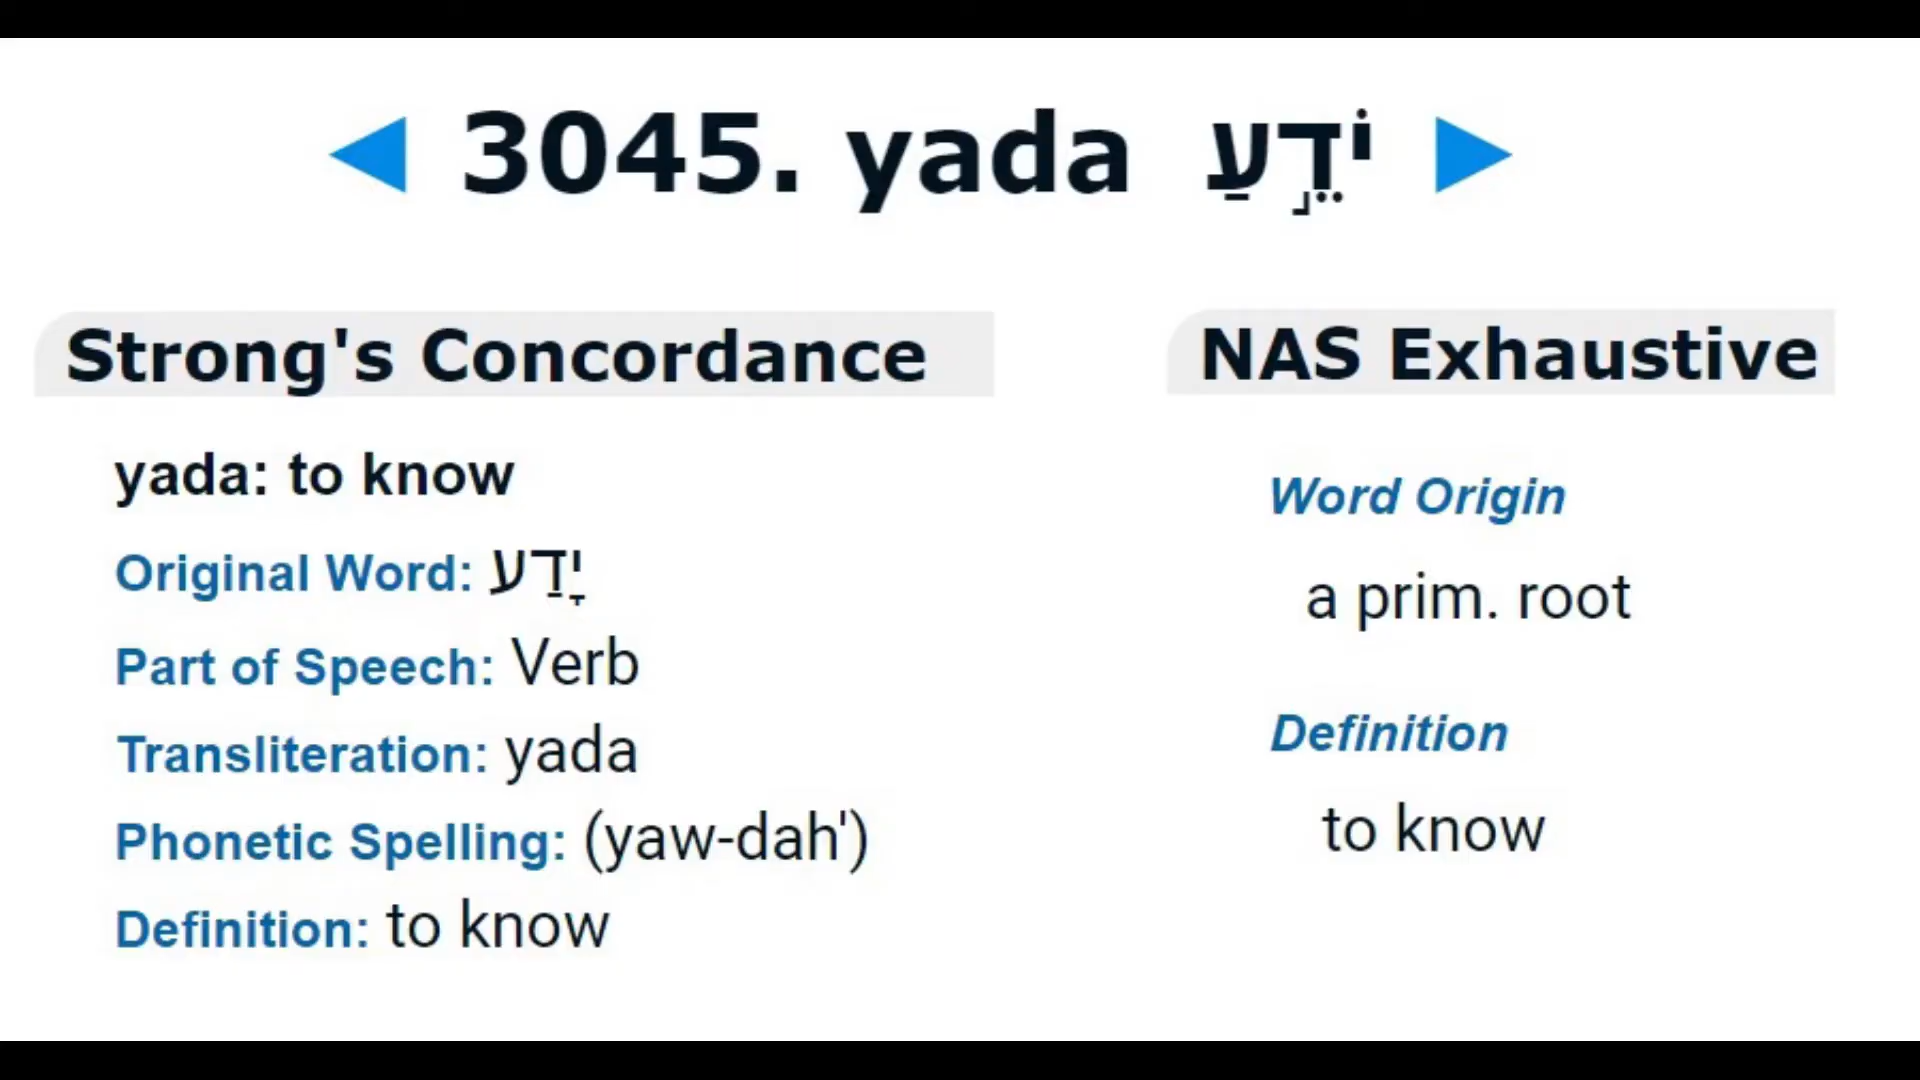 ◀ 3045. yada יֹדֵ֤עַ ▶
Strong's Concordance
yada: to know
Original Word: יָדַע
Part of Speech: Verb
Transliteration: yada
Phonetic Spelling: (yaw-dah')
Definition: to know
NAS Exhaustive
Word Origin
a prim. root
Definition
to know